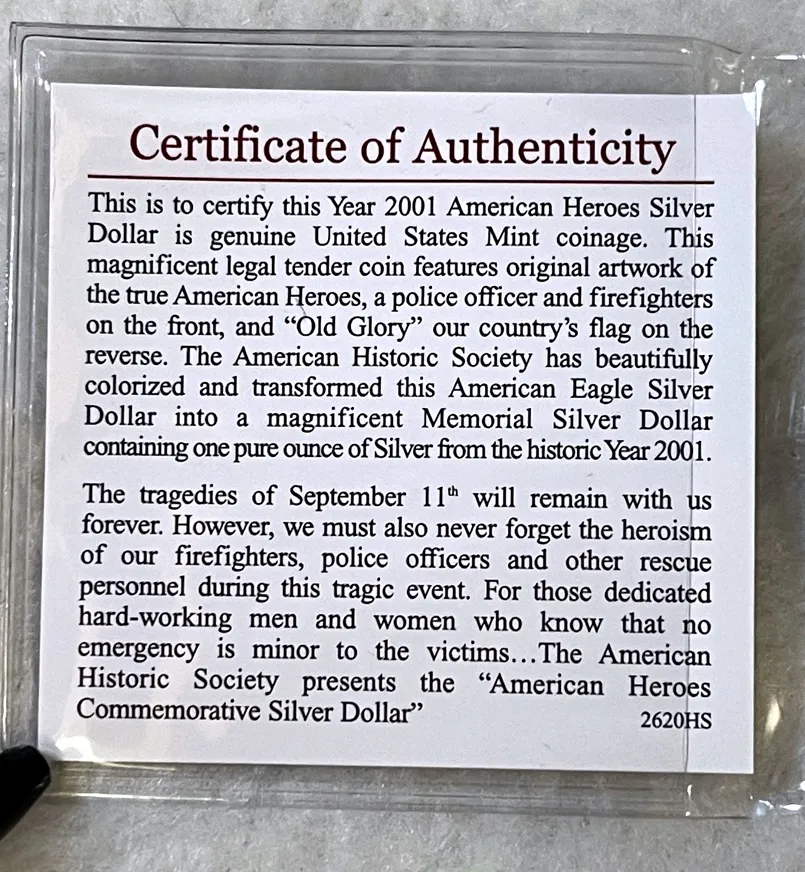 Certificate of Authenticity
This is to certify this Year 2001 American Heroes Silver
Dollar is genuine United States Mint coinage. This
magnificent legal tender coin features original artwork of
the true American Heroes, a police officer and firefighters
on the front, and “Old Glory” our country’s flag on the
reverse. The American Historic Society has beautifully
colorized and transformed this American Eagle Silver
Dollar into a magnificent Memorial Silver Dollar
containing one pure ounce of Silver from the historic Year 2001.
The tragedies of September 11th will remain with us
forever. However, we must also never forget the heroism
of our firefighters, police officers and other rescue
personnel during this tragic event. For those dedicated
hard-working men and women who know that no
emergency is minor to the victims…The American
Historic Society presents the “American Heroes
Commemorative Silver Dollar” 2620HS